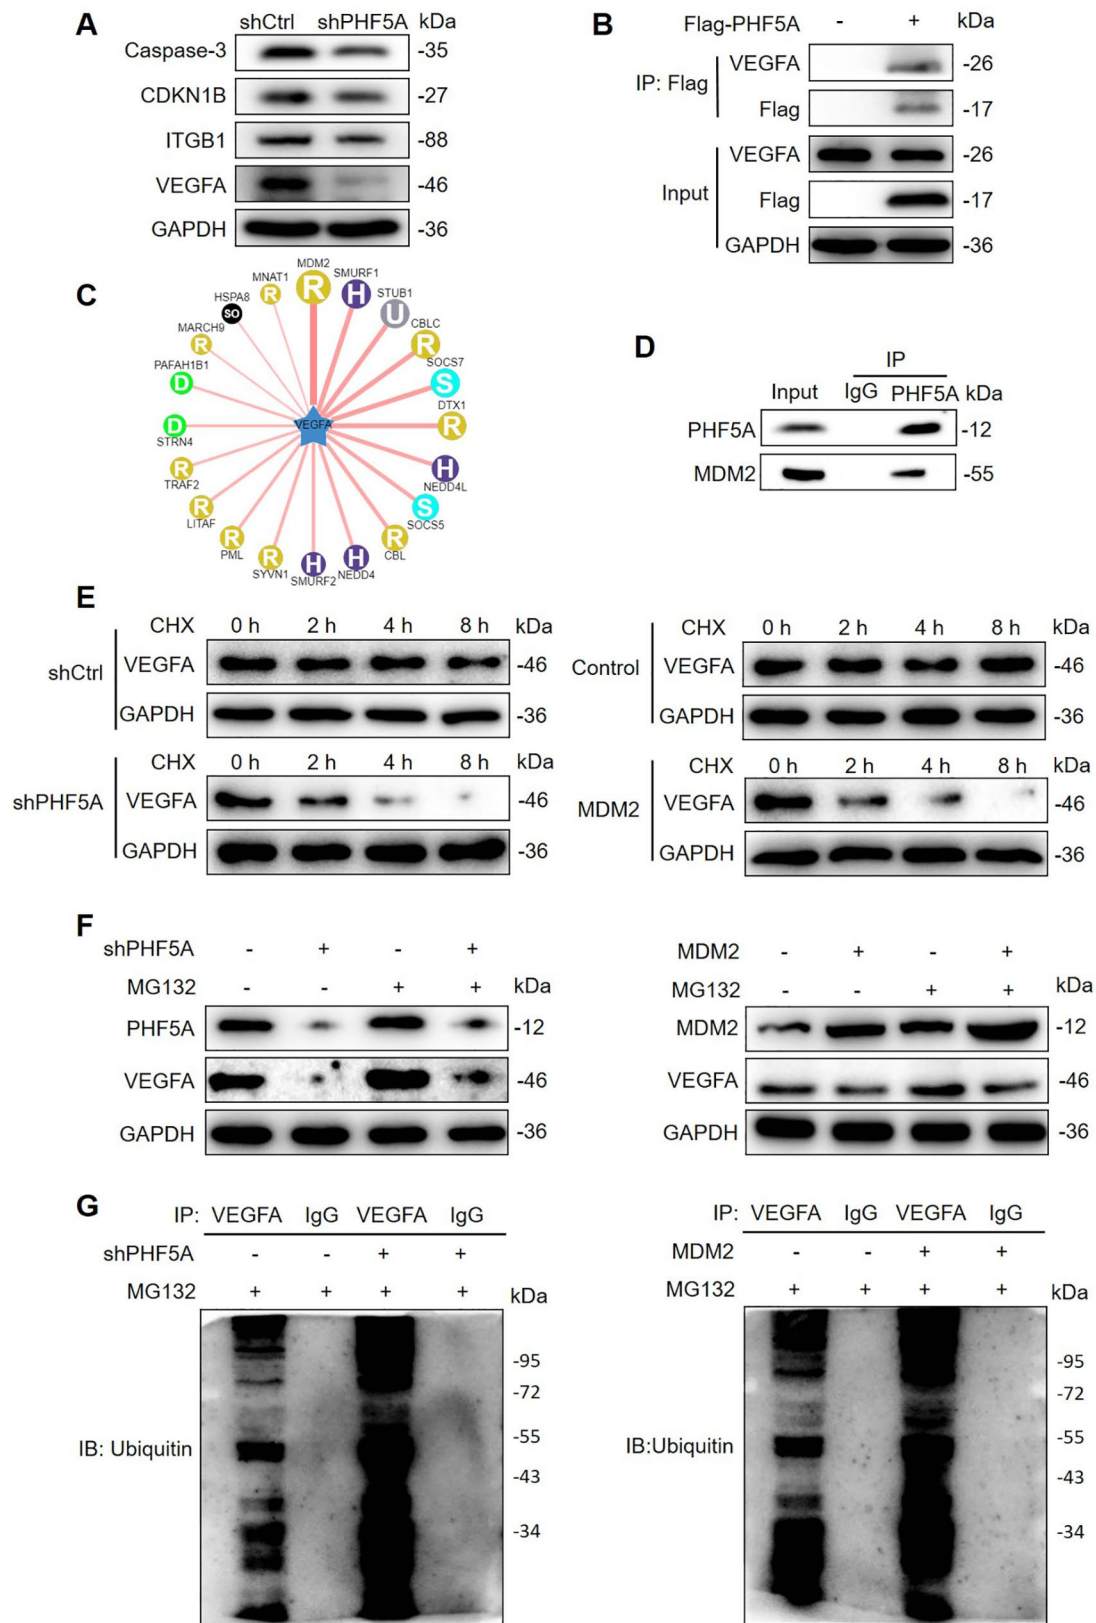 A
shCtrl shPHF5A kDa
Caspase-3 -35
CDKN1B -27
ITGB1 -88
VEGFA -46
GAPDH -36
B
Flag-PHF5A - + kDa
IP: Flag
VEGFA -26
Flag -17
Input
VEGFA -26
Flag -17
GAPDH -36
C
MDM2
R
SMURF1
H
STUB1
U
CBLC
R
SOCS7
S
DTX1
R
NEDD4L
H
SOCS5
S
CBL
R
NEDD4
H
SMURF2
H
SYVN1
R
PML
R
LITAF
R
TRAF2
R
STRN4
D
PAFAH1B1
D
MARCH9
R
HSPA8
SO
MNAT1
R
VEGFA
D
IP
Input IgG PHF5A kDa
PHF5A -12
MDM2 -55
E
CHX 0 h 2 h 4 h 8 h kDa
shCtrl
VEGFA -46
GAPDH -36
CHX 0 h 2 h 4 h 8 h kDa
shPHF5A
VEGFA -46
GAPDH -36
CHX 0 h 2 h 4 h 8 h kDa
Control
VEGFA -46
GAPDH -36
CHX 0 h 2 h 4 h 8 h kDa
MDM2
VEGFA -46
GAPDH -36
F
shPHF5A - + - +
MG132 - - + + kDa
PHF5A -12
VEGFA -46
GAPDH -36
MDM2 - + - +
MG132 - - + + kDa
MDM2 -12
VEGFA -46
GAPDH -36
G
IP: VEGFA IgG VEGFA IgG
shPHF5A - - + +
MG132 + + + + kDa
-95
-72
-55
IB: Ubiquitin
-43
-34
IP: VEGFA IgG VEGFA IgG
MDM2 - - + +
MG132 + + + + kDa
-95
-72
-55
IB:Ubiquitin
-43
-34